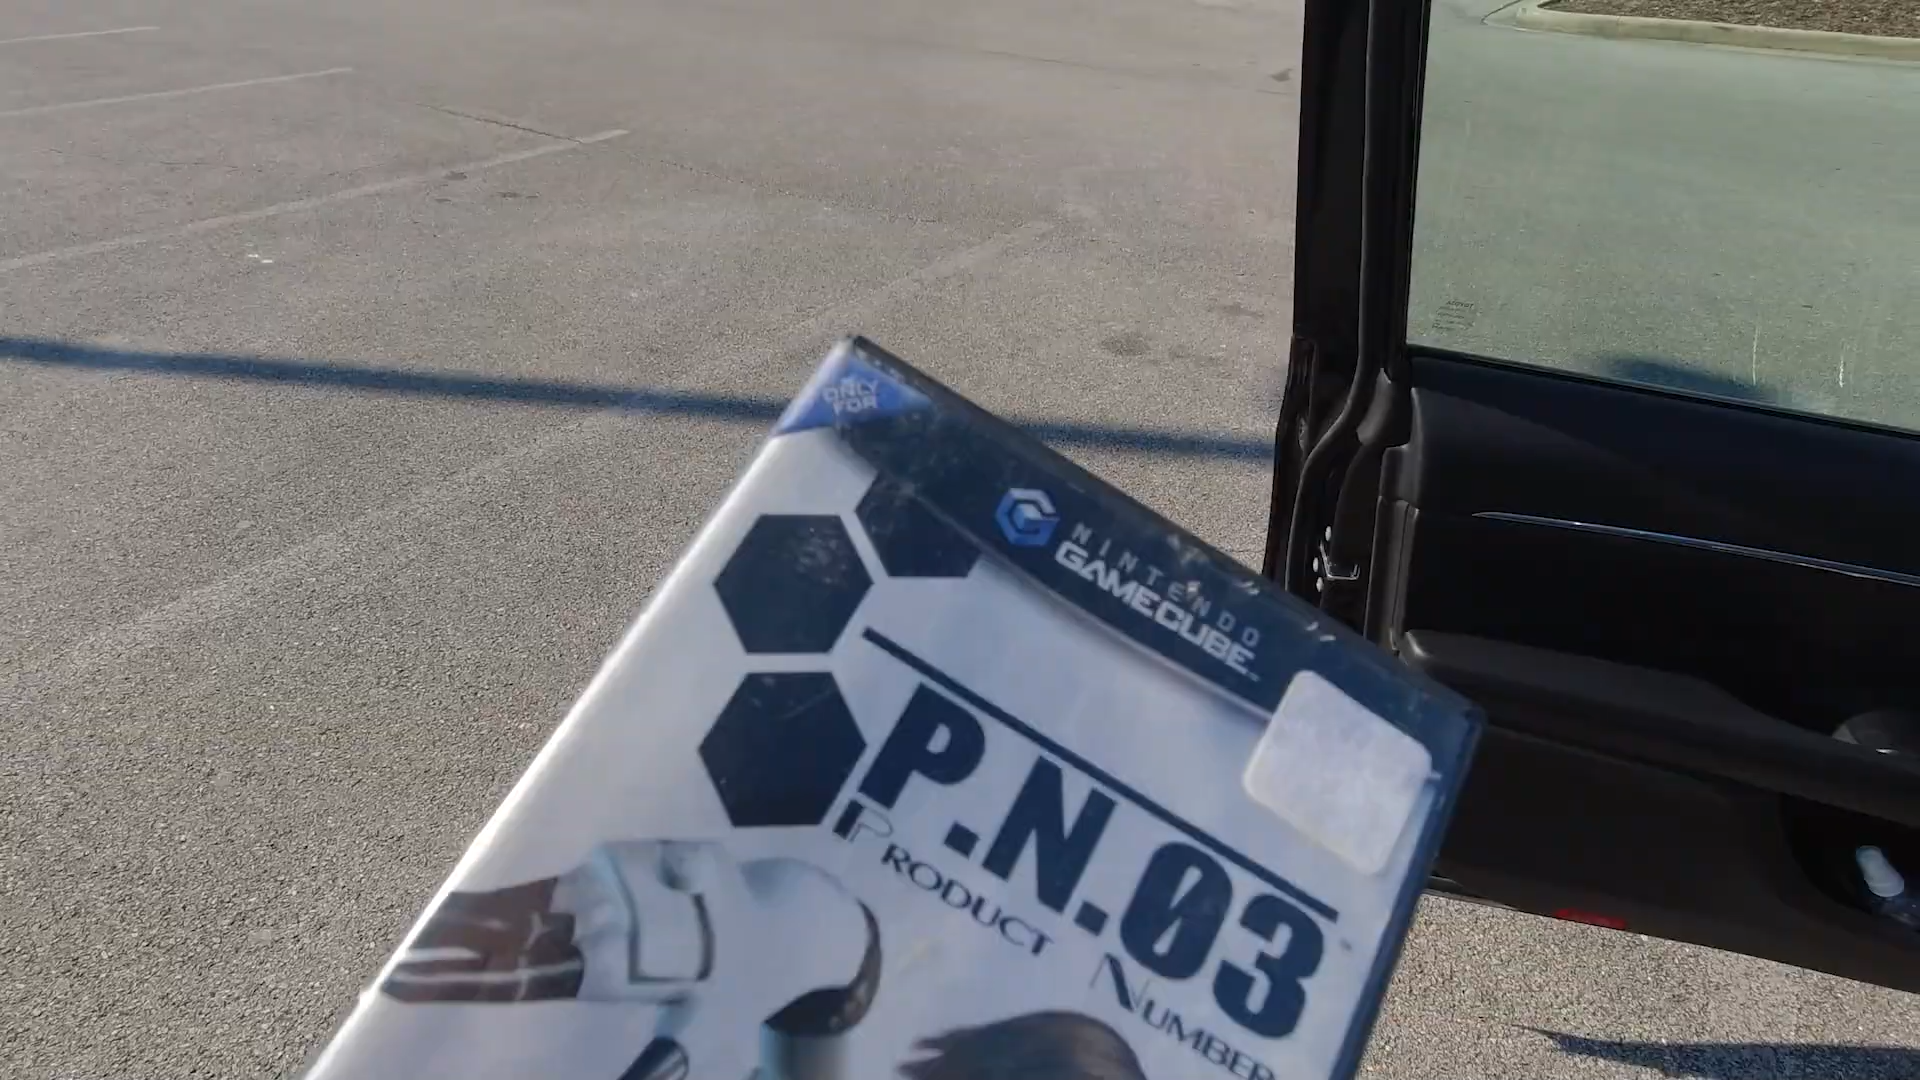 ONLY
FOR
NINTENDO
GAMECUBE
P.N.03
PRODUCT NUMBER